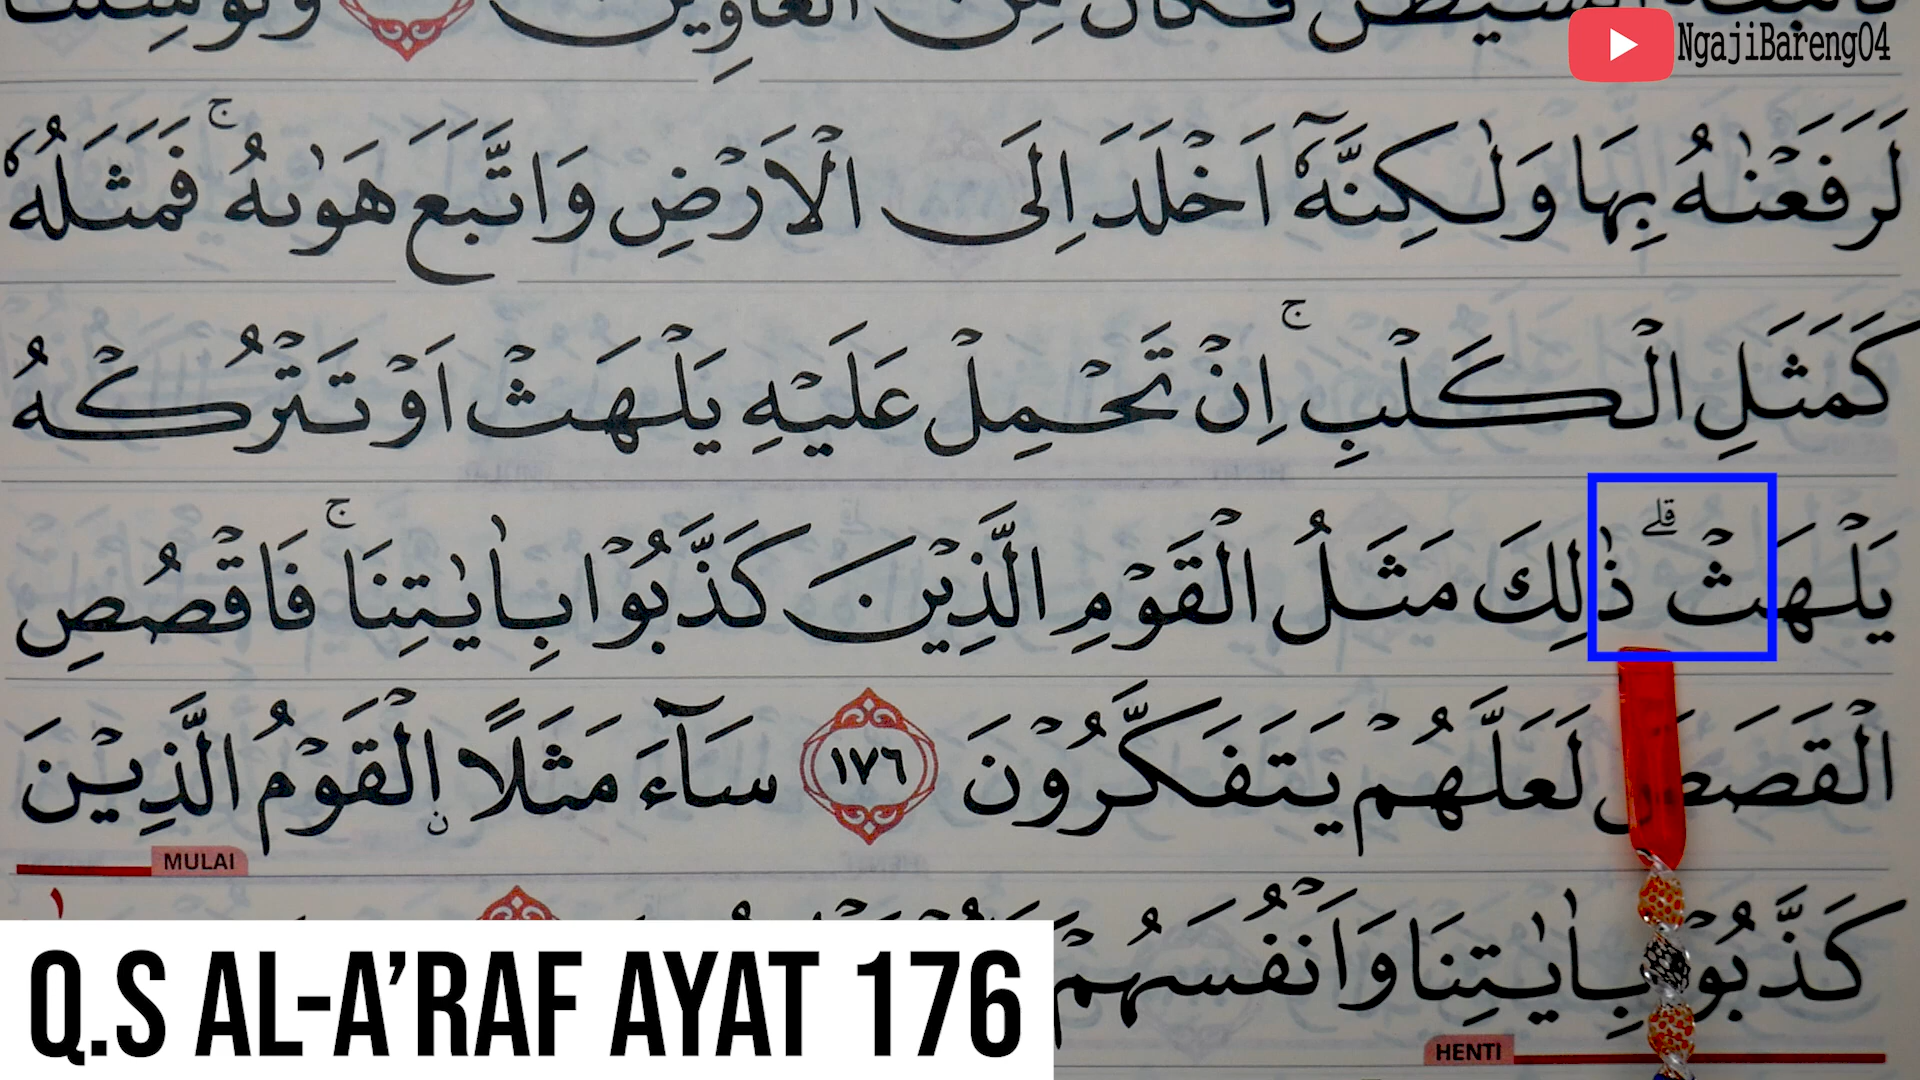 NgajiBareng04
لَرَفَعْنٰهُ بِهَا وَلٰكِنَّهٗٓ اَخْلَدَ اِلَى الْاَرْضِ وَاتَّبَعَ هَوٰىهُۚ فَمَثَلُهٗ
كَمَثَلِ الْكَلْبِۚ اِنْ تَحْمِلْ عَلَيْهِ يَلْهَثْ اَوْ تَتْرُكْهُ
يَلْهَثْۗ ذٰلِكَ مَثَلُ الْقَوْمِ الَّذِيْنَ كَذَّبُوْا بِاٰيٰتِنَاۚ فَاقْصُصِ
الْقَصَصَ لَعَلَّهُمْ يَتَفَكَّرُوْنَ ١٧٦ سَاۤءَ مَثَلًا ۨالْقَوْمُ الَّذِيْنَ
MULAI
كَذَّبُوْا بِاٰيٰتِنَا وَاَنْفُسَهُمْ
Q.S AL-A’RAF AYAT 176
HENTI